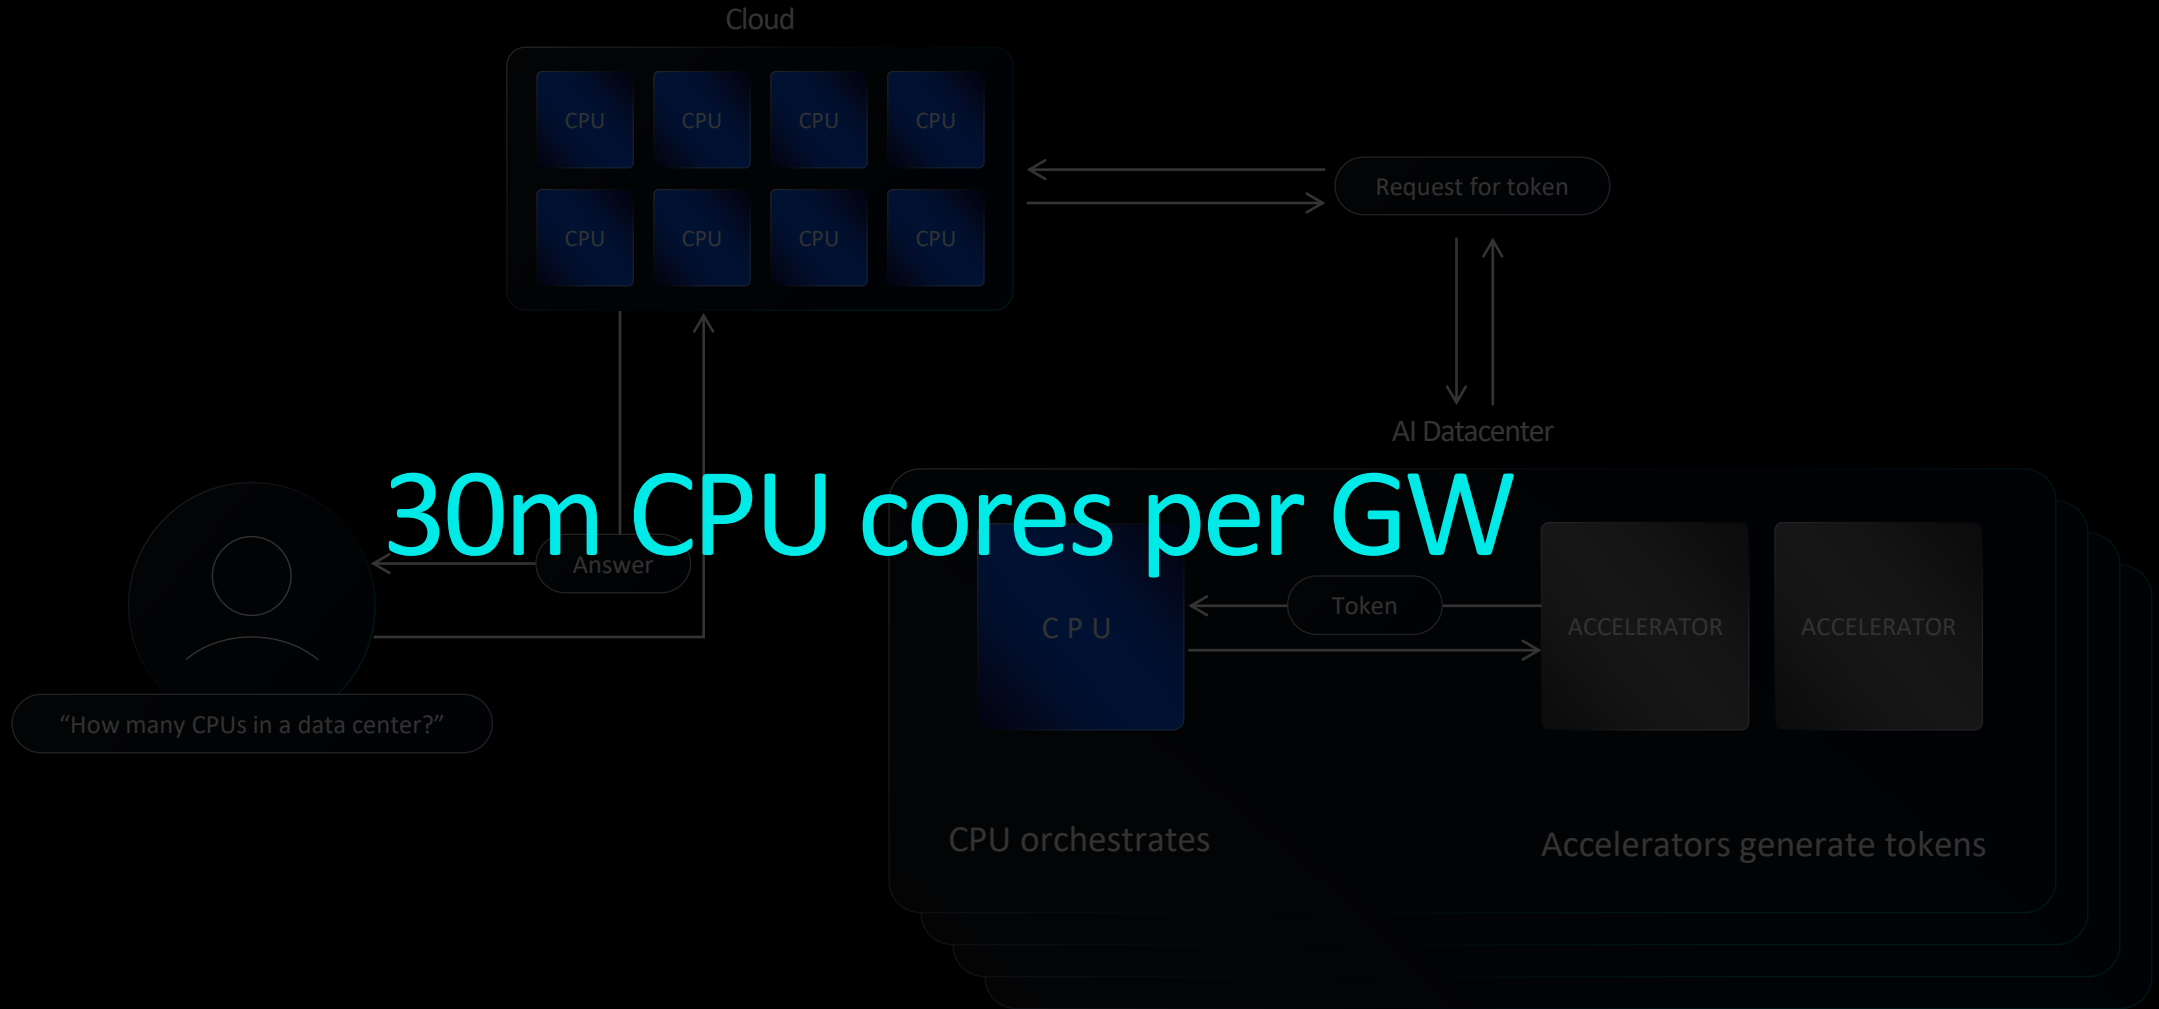 Cloud
CPU CPU CPU CPU
CPU CPU CPU CPU
Request for token
AI Datacenter
30m CPU cores per GW
Answer
Token
CPU
ACCELERATOR ACCELERATOR
“How many CPUs in a data center?”
CPU orchestrates
Accelerators generate tokens